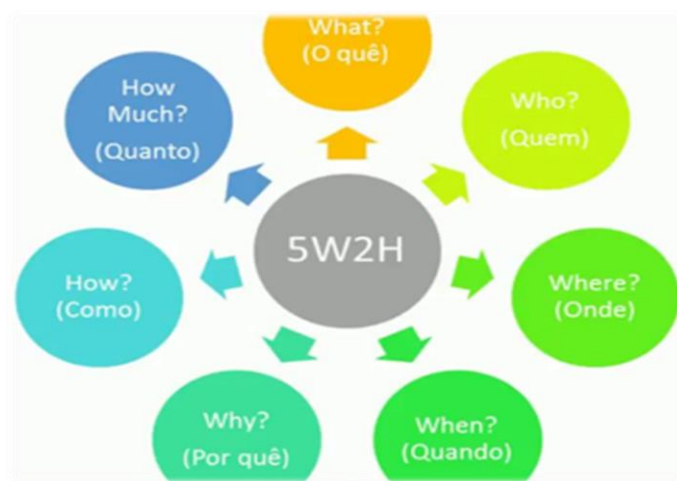 What?
(O quê)
Who?
(Quem)
Where?
(Onde)
When?
(Quando)
Why?
(Por quê)
How?
(Como)
How
Much?
(Quanto)
5W2H